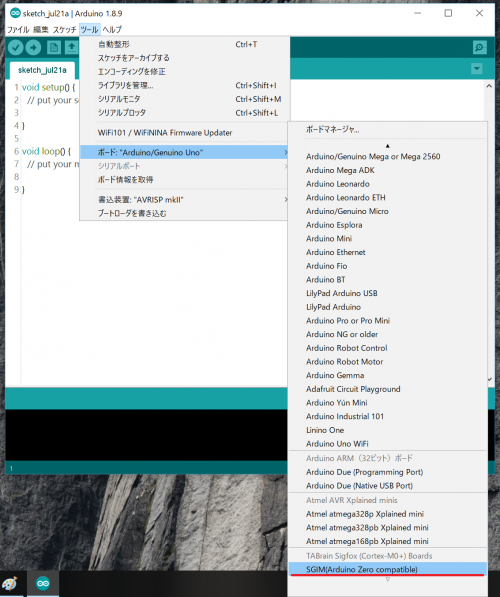 sketch_jul21a | Arduino 1.8.9
ファイル 編集 スケッチ ツール ヘルプ
sketch_jul21a
1 void setup() {
2 // put your s
3
4 }
5
6 void loop() {
7 // put your m
8
9 }
自動整形 Ctrl+T
スケッチをアーカイブする
エンコーディングを修正
ライブラリを管理... Ctrl+Shift+I
シリアルモニタ Ctrl+Shift+M
シリアルプロッタ Ctrl+Shift+L
WiFi101 / WiFiNINA Firmware Updater
ボード: "Arduino/Genuino Uno"
シリアルポート
ボード情報を取得
書込装置: "AVRISP mkII"
ブートローダを書き込む
ボードマネージャ...
Arduino/Genuino Mega or Mega 2560
Arduino Mega ADK
Arduino Leonardo
Arduino Leonardo ETH
Arduino/Genuino Micro
Arduino Esplora
Arduino Mini
Arduino Ethernet
Arduino Fio
Arduino BT
LilyPad Arduino USB
LilyPad Arduino
Arduino Pro or Pro Mini
Arduino NG or older
Arduino Robot Control
Arduino Robot Motor
Arduino Gemma
Adafruit Circuit Playground
Arduino Yún Mini
Arduino Industrial 101
Linino One
Arduino Uno WiFi
Arduino ARM（32ビット）ボード
Arduino Due (Programming Port)
Arduino Due (Native USB Port)
Atmel AVR Xplained minis
Atmel atmega328p Xplained mini
Atmel atmega328pb Xplained mini
Atmel atmega168pb Xplained mini
TABrain Sigfox (Cortex-M0+) Boards
SGIM(Arduino Zero compatible)
1